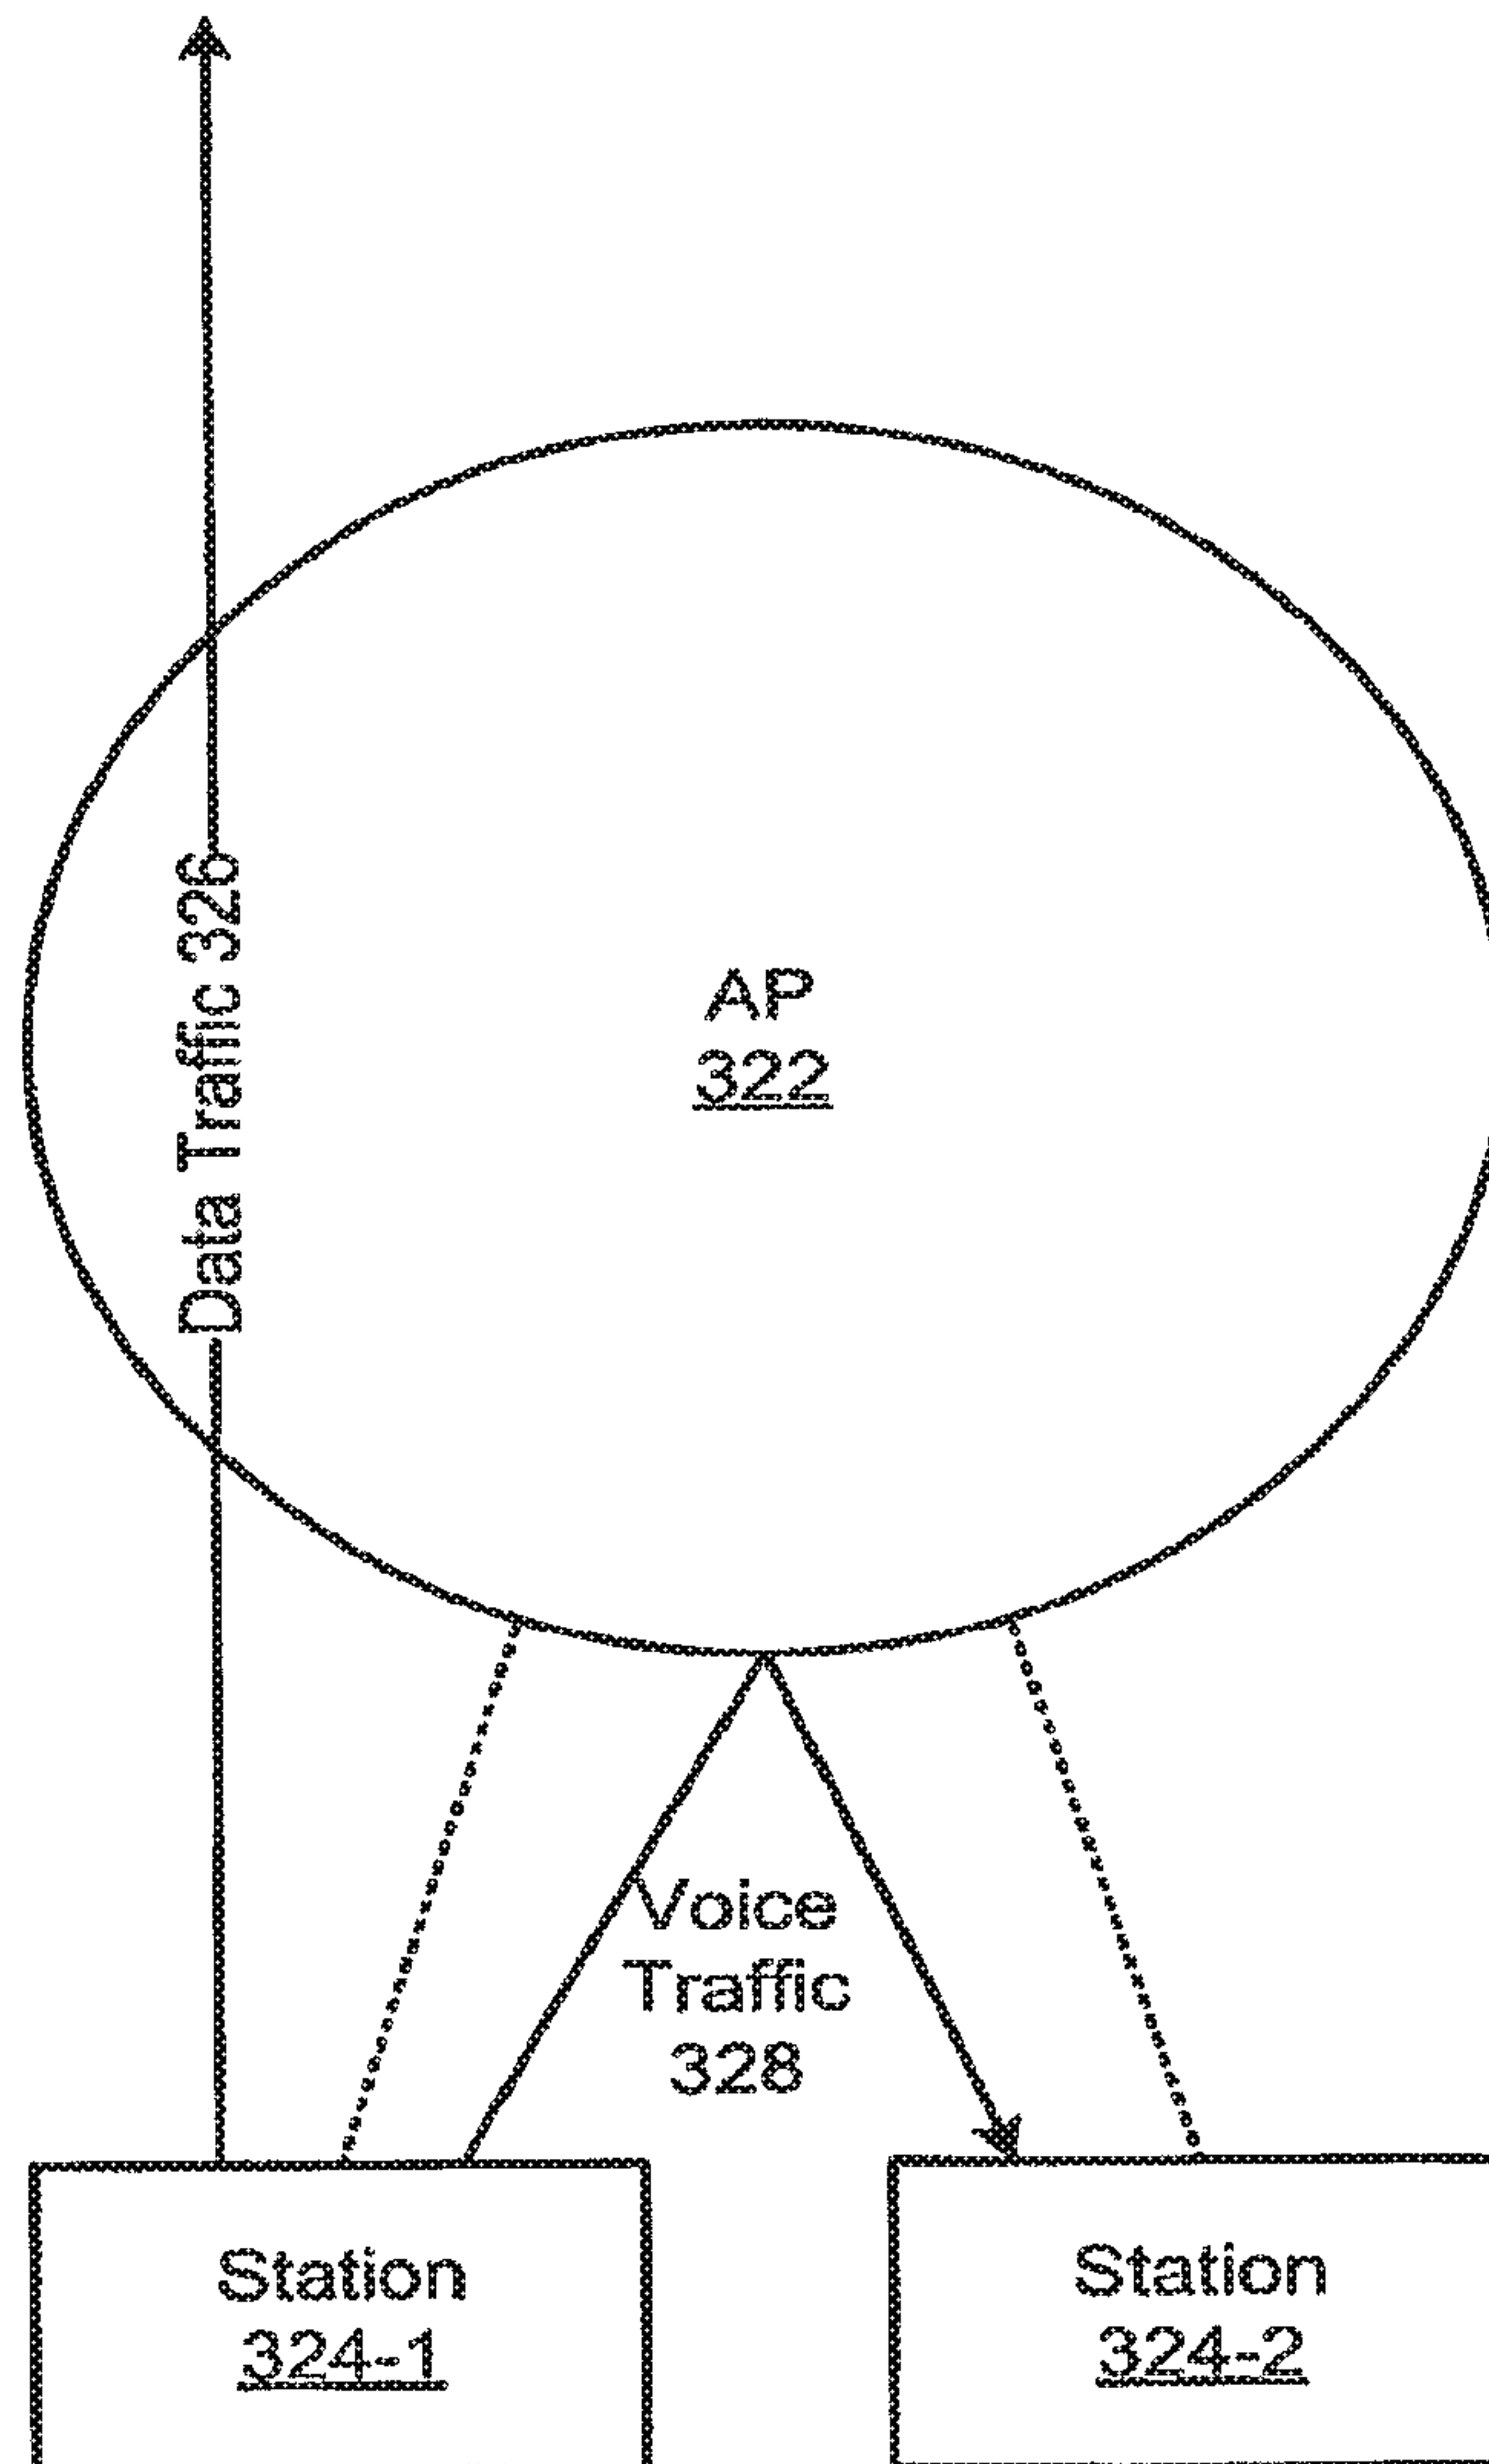 Data Traffic 326
AP
322
Voice
Traffic
328
Station
324-1
Station
324-2